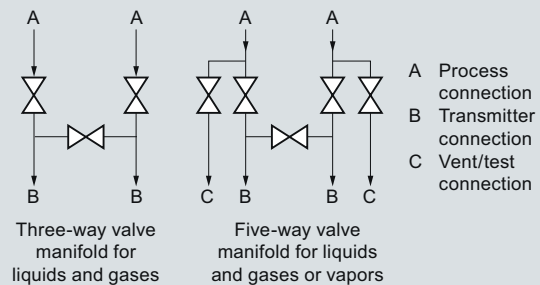 A A A A
A Process
connection
B Transmitter
connection
C Vent/test
connection
B B C B B C
Three-way valve
manifold for
liquids and gases
Five-way valve
manifold for liquids
and gases or vapors